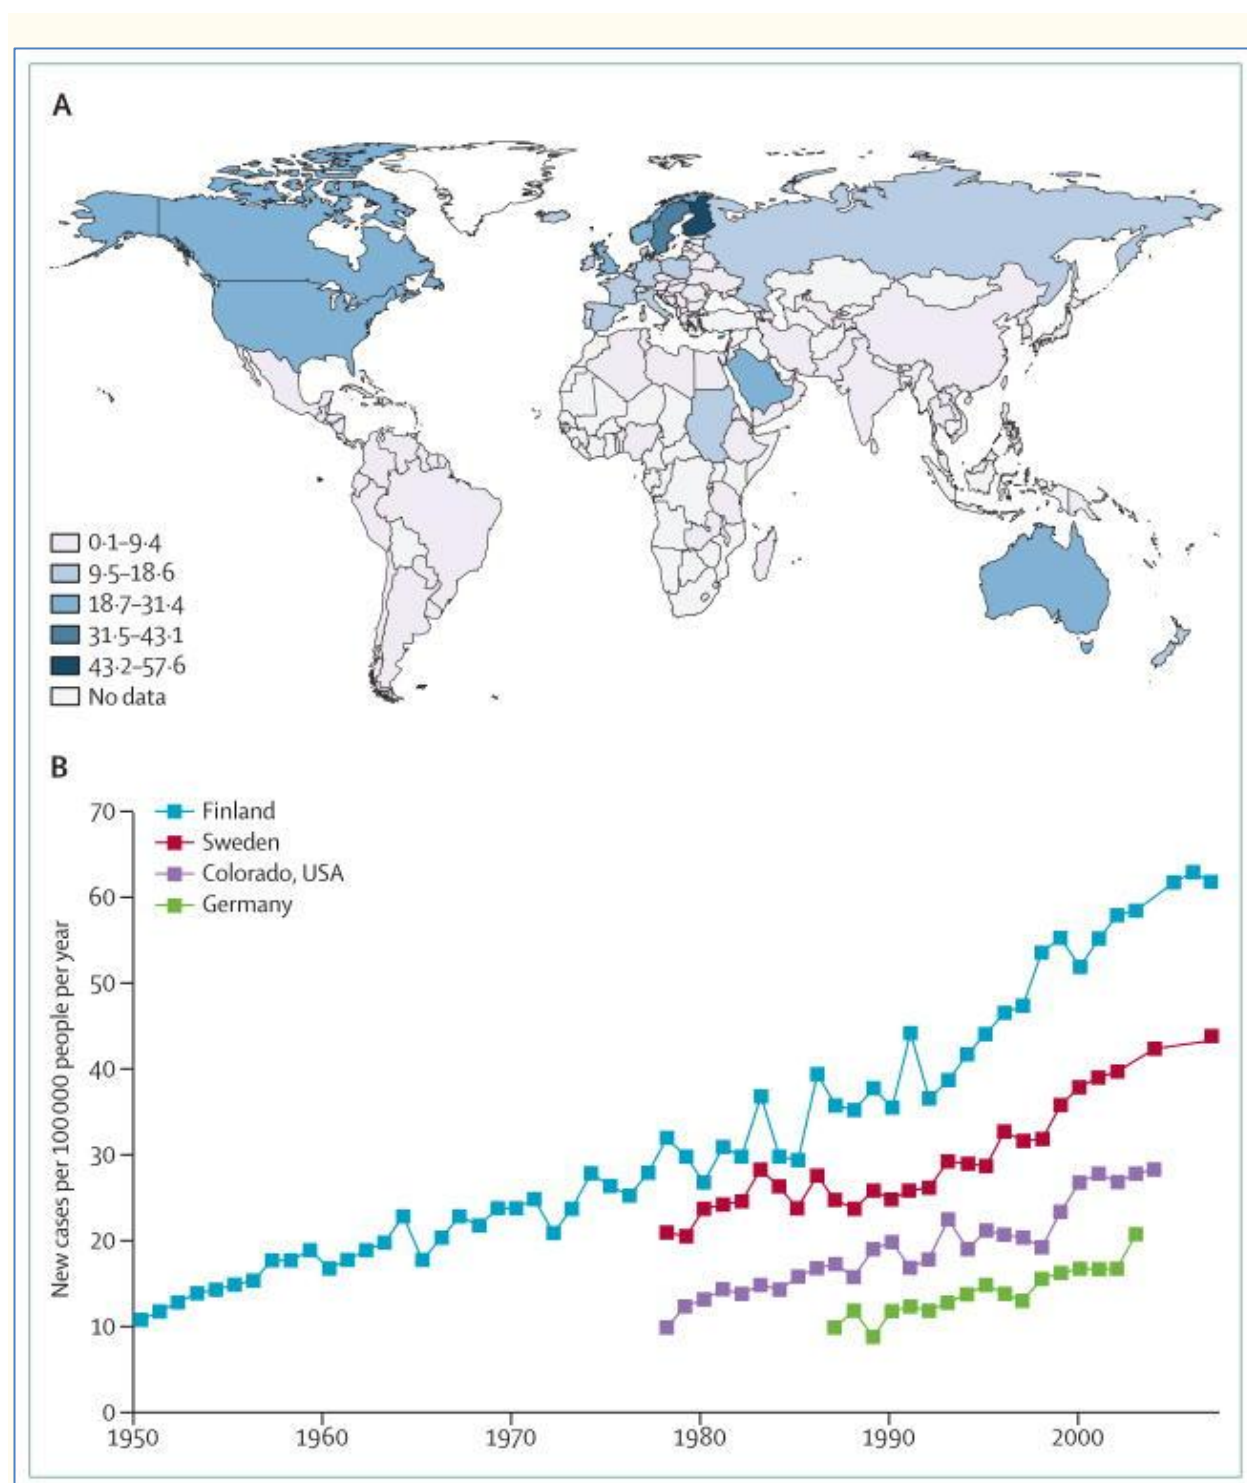 A
0·1–9·4
9·5–18·6
18·7–31·4
31·5–43·1
43·2–57·6
No data
B
New cases per 100 000 people per year
70
60
50
40
30
20
10
0
Finland
Sweden
Colorado, USA
Germany
1950 1960 1970 1980 1990 2000